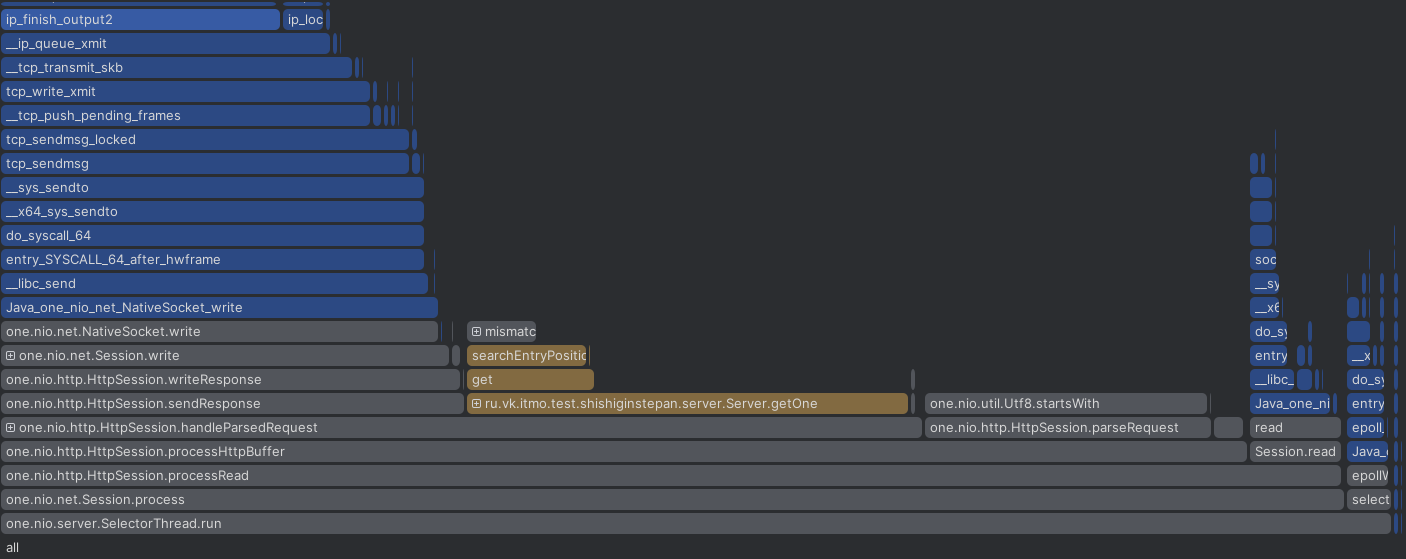 ip_finish_output2 ip_loc
__ip_queue_xmit
__tcp_transmit_skb
tcp_write_xmit
__tcp_push_pending_frames
tcp_sendmsg_locked
tcp_sendmsg
__sys_sendto
__x64_sys_sendto
do_syscall_64
entry_SYSCALL_64_after_hwframe soc
__libc_send __sy
Java_one_nio_net_NativeSocket_write __x6
one.nio.net.NativeSocket.write mismatc do_sy
one.nio.net.Session.write searchEntryPositio entry __x
one.nio.http.HttpSession.writeResponse get __libc_ do_sy
one.nio.http.HttpSession.sendResponse ru.vk.itmo.test.shishiginstepan.server.Server.getOne one.nio.util.Utf8.startsWith Java_one_ni entry
one.nio.http.HttpSession.handleParsedRequest one.nio.http.HttpSession.parseRequest read epoll_
one.nio.http.HttpSession.processHttpBuffer Session.read Java_
one.nio.http.HttpSession.processRead epollW
one.nio.net.Session.process select
one.nio.server.SelectorThread.run
all